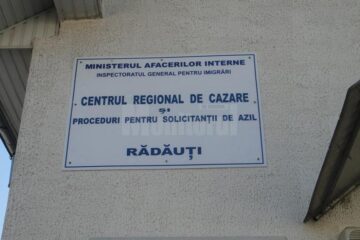 MINISTERUL AFACERILOR INTERNE
INSPECTORATUL GENERAL PENTRU IMIGRĂRI
CENTRUL REGIONAL DE CAZARE
ŞI
PROCEDURI PENTRU SOLICITANŢII DE AZIL
RĂDĂUŢI